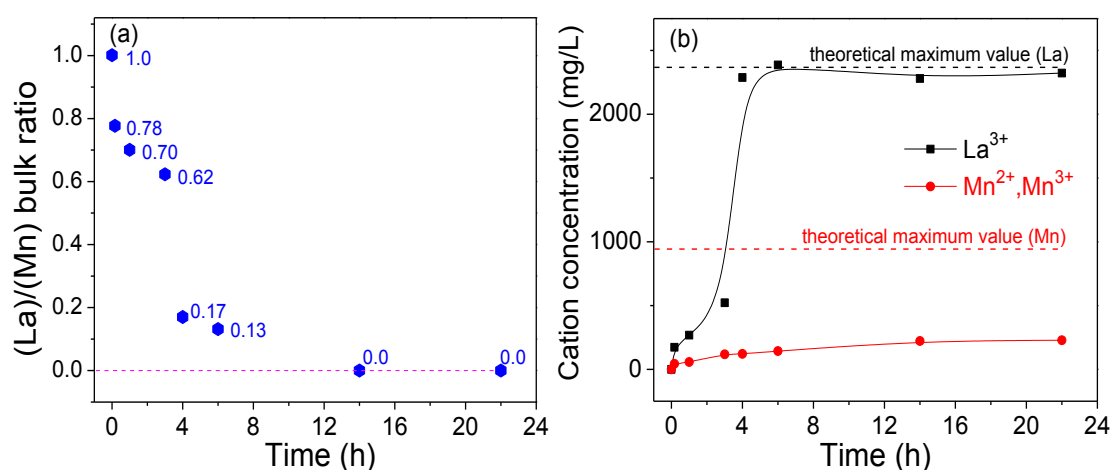 (a)
(La)/(Mn) bulk ratio
1.0
0.8
0.6
0.4
0.2
0.0
1.0
0.78
0.70
0.62
0.17
0.13
0.0
0.0
0 4 8 12 16 20 24
Time (h)
(b)
Cation concentration (mg/L)
2000
1000
0
theoretical maximum value (La)
La3+
Mn2+,Mn3+
theoretical maximum value (Mn)
0 4 8 12 16 20 24
Time (h)